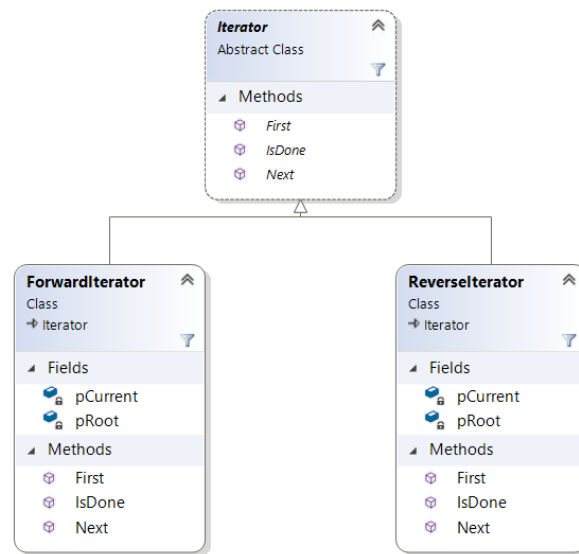 Iterator
Abstract Class
Methods
First
IsDone
Next
ForwardIterator
Class
Iterator
Fields
pCurrent
pRoot
Methods
First
IsDone
Next
ReverseIterator
Class
Iterator
Fields
pCurrent
pRoot
Methods
First
IsDone
Next